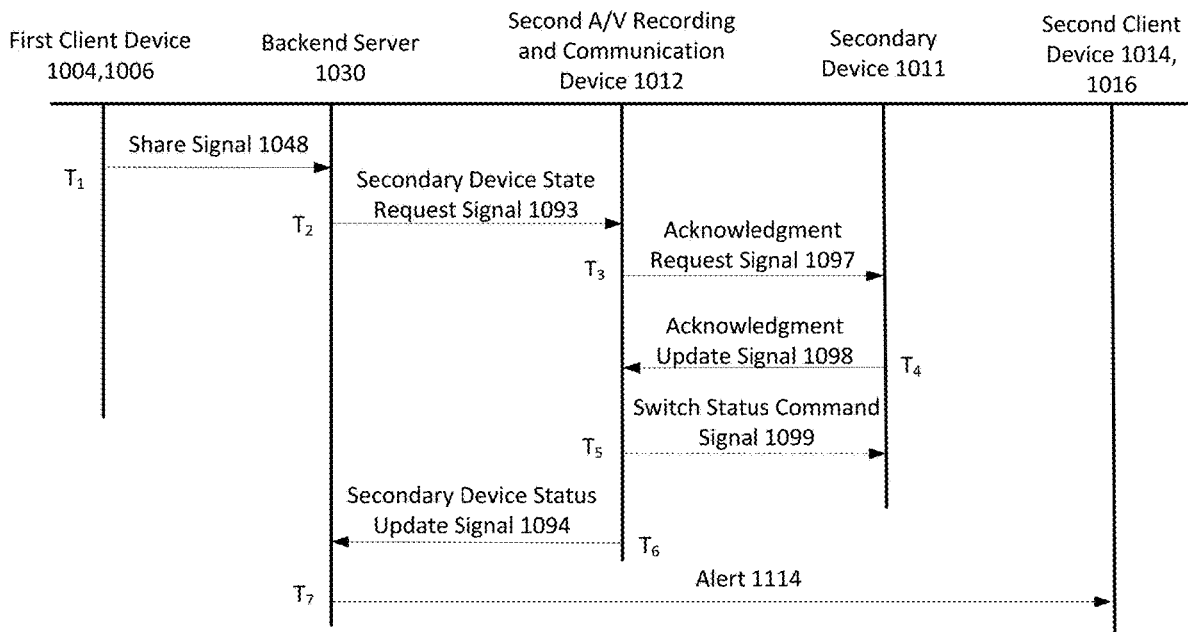 First Client Device
1004,1006
Backend Server
1030
Second A/V Recording
and Communication
Device 1012
Secondary
Device 1011
Second Client
Device 1014,
1016
Share Signal 1048
T1
Secondary Device State
Request Signal 1093
T2
Acknowledgment
Request Signal 1097
T3
Acknowledgment
Update Signal 1098
T4
Switch Status Command
Signal 1099
T5
Secondary Device Status
Update Signal 1094
T6
Alert 1114
T7